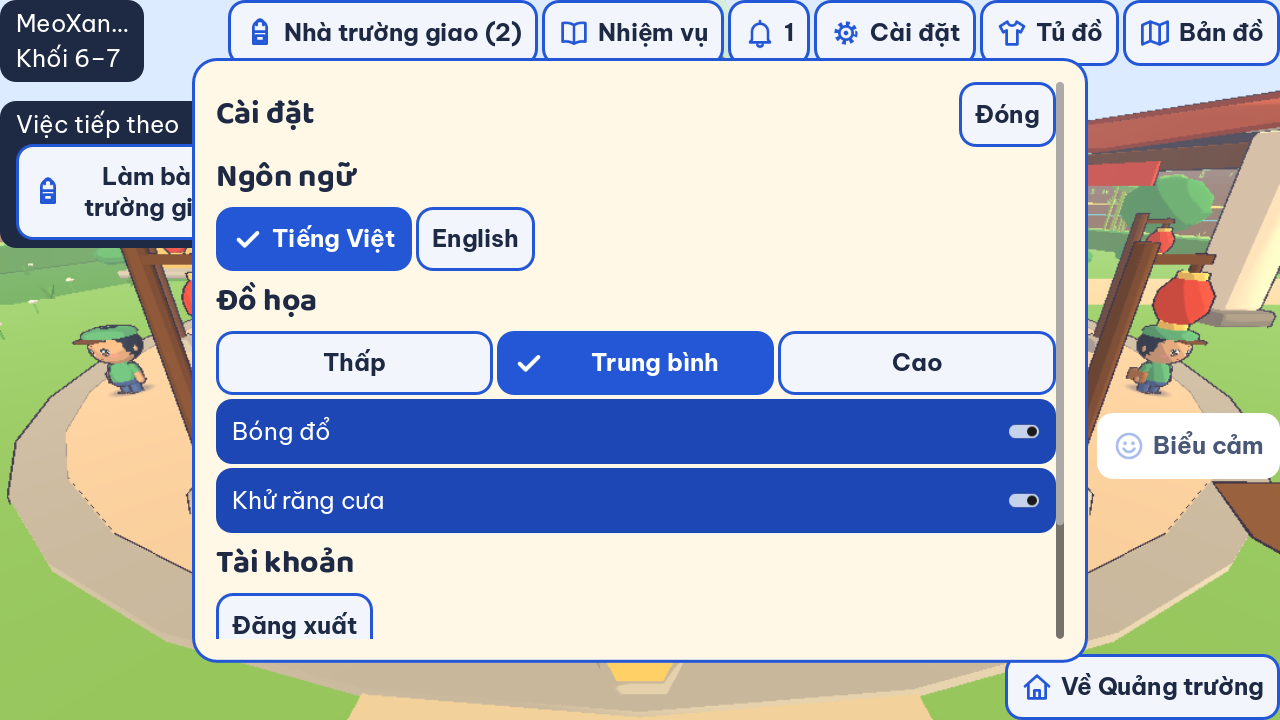 MeoXan...
Khối 6–7
Nhà trường giao (2)
Nhiệm vụ
1
Cài đặt
Tủ đồ
Bản đồ
Việc tiếp theo
Làm bà
trường gi
Cài đặt
Đóng
Ngôn ngữ
Tiếng Việt
English
Đồ họa
Thấp
Trung bình
Cao
Bóng đổ
Khử răng cưa
Tài khoản
Đăng xuất
Biểu cảm
Về Quảng trường